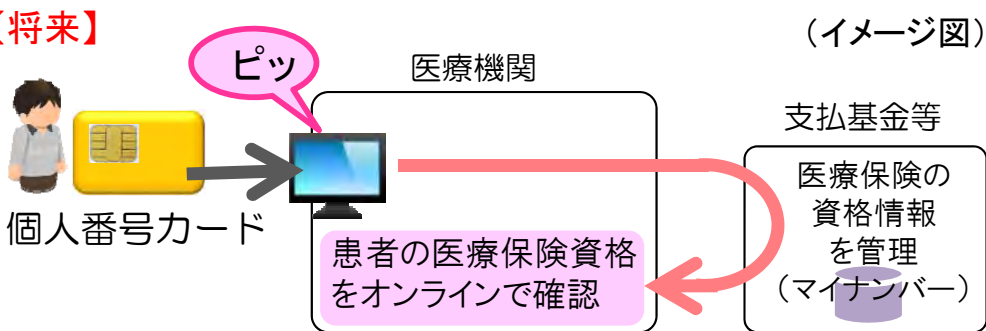 【将来】
（イメージ図）
ピッ
医療機関
支払基金等
個人番号カード
医療保険の
資格情報
を管理
（マイナンバー）
患者の医療保険資格
をオンラインで確認